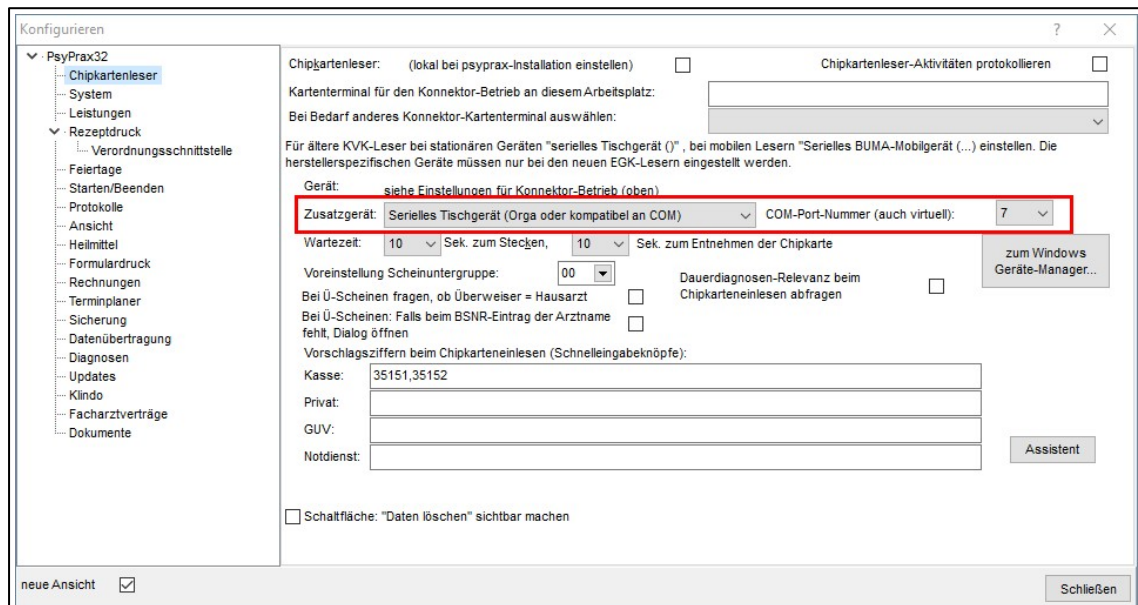 Konfigurieren
?
PsyPrax32
Chipkartenleser
System
Leistungen
Rezeptdruck
Verordnungsschnittstelle
Feiertage
Starten/Beenden
Protokolle
Ansicht
Heilmittel
Formulardruck
Rechnungen
Terminplaner
Sicherung
Datenübertragung
Diagnosen
Updates
Klindo
Facharztverträge
Dokumente
neue Ansicht
Chipkartenleser: (lokal bei psyprax-Installation einstellen) Chipkartenleser-Aktivitäten protokollieren
Kartenterminal für den Konnektor-Betrieb an diesem Arbeitsplatz:
Bei Bedarf anderes Konnektor-Kartenterminal auswählen:
Für ältere KVK-Leser bei stationären Geräten "serielles Tischgerät ()" , bei mobilen Lesern "Serielles BUMA-Mobilgerät (...) einstellen. Die
herstellerspezifischen Geräte müssen nur bei den neuen EGK-Lesern eingestellt werden.
Gerät: siehe Einstellungen für Konnektor-Betrieb (oben)
Zusatzgerät: Serielles Tischgerät (Orga oder kompatibel an COM) COM-Port-Nummer (auch virtuell): 7
Wartezeit: 10 Sek. zum Stecken, 10 Sek. zum Entnehmen der Chipkarte
zum Windows
Geräte-Manager...
Voreinstellung Scheinuntergruppe: 00
Dauerdiagnosen-Relevanz beim
Chipkarteneinlesen abfragen
Bei Ü-Scheinen fragen, ob Überweiser = Hausarzt
Bei Ü-Scheinen: Falls beim BSNR-Eintrag der Arztname
fehlt, Dialog öffnen
Vorschlagsziffern beim Chipkarteneinlesen (Schnelleingabeknöpfe):
Kasse: 35151,35152
Privat:
GUV:
Notdienst:
Assistent
Schaltfläche: "Daten löschen" sichtbar machen
Schließen